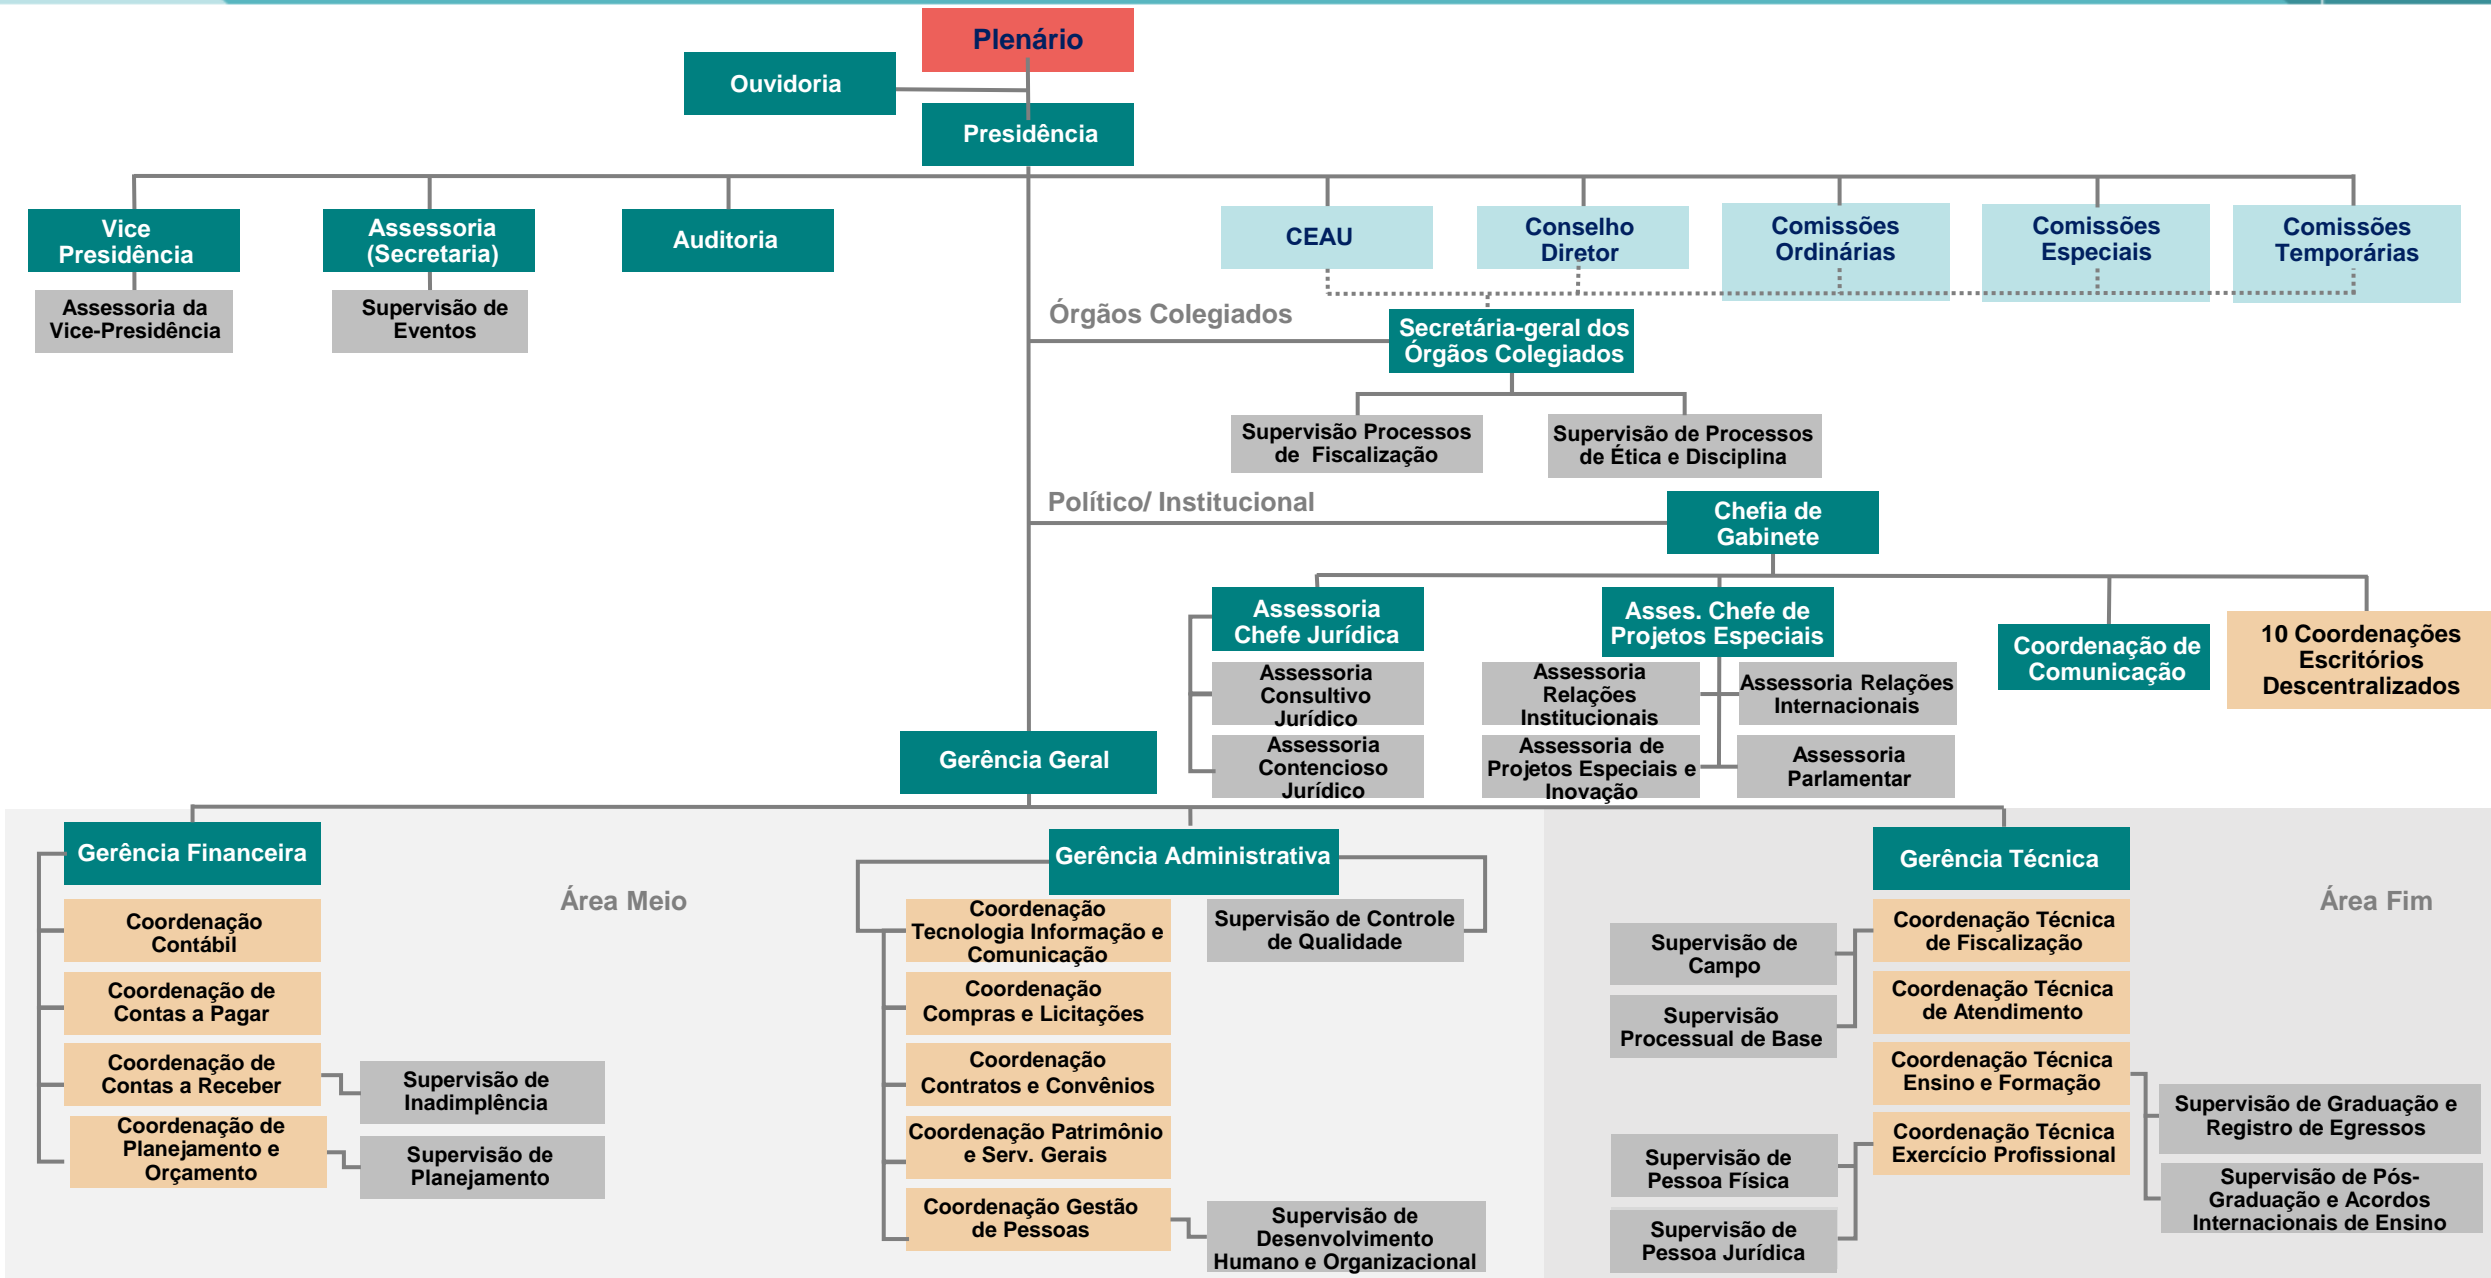 Plenário
Ouvidoria
Presidência
Vice
Presidência
Assessoria
(Secretaria)
Auditoria
CEAU
Conselho
Diretor
Comissões
Ordinárias
Comissões
Especiais
Comissões
Temporárias
Assessoria da
Vice-Presidência
Supervisão de
Eventos
Órgãos Colegiados
Secretária-geral dos
Órgãos Colegiados
Supervisão Processos
de Fiscalização
Supervisão de Processos
de Ética e Disciplina
Político/ Institucional
Chefia de
Gabinete
Assessoria
Chefe Jurídica
Asses. Chefe de
Projetos Especiais
Coordenação de
Comunicação
10 Coordenações
Escritórios
Descentralizados
Assessoria
Consultivo
Jurídico
Assessoria
Relações
Institucionais
Assessoria Relações
Internacionais
Assessoria
Contencioso
Jurídico
Assessoria de
Projetos Especiais e
Inovação
Assessoria
Parlamentar
Gerência Geral
Gerência Financeira
Gerência Administrativa
Gerência Técnica
Área Meio
Área Fim
Coordenação
Contábil
Coordenação de
Contas a Pagar
Coordenação de
Contas a Receber
Supervisão de
Inadimplência
Coordenação de
Planejamento e
Orçamento
Supervisão de
Planejamento
Coordenação
Tecnologia Informação e
Comunicação
Supervisão de Controle
de Qualidade
Coordenação
Compras e Licitações
Coordenação
Contratos e Convênios
Coordenação Patrimônio
e Serv. Gerais
Coordenação Gestão
de Pessoas
Supervisão de
Desenvolvimento
Humano e Organizacional
Coordenação Técnica
de Fiscalização
Supervisão de
Campo
Supervisão
Processual de Base
Coordenação Técnica
de Atendimento
Coordenação Técnica
Ensino e Formação
Supervisão de Graduação e
Registro de Egressos
Supervisão de Pós-
Graduação e Acordos
Internacionais de Ensino
Coordenação Técnica
Exercício Profissional
Supervisão de
Pessoa Física
Supervisão de
Pessoa Jurídica